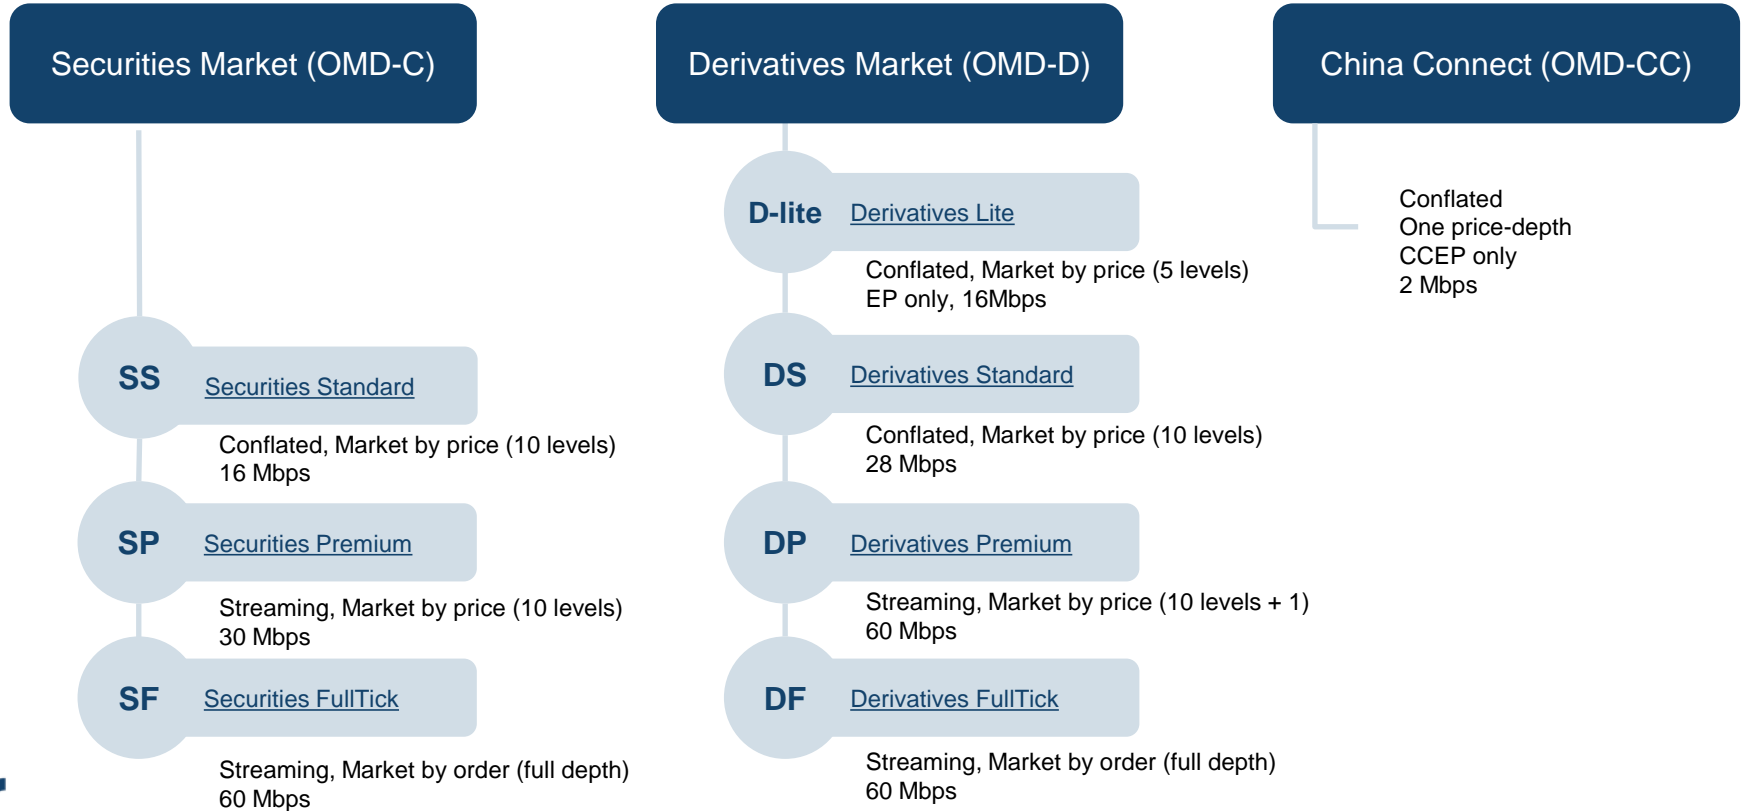 Securities Market (OMD-C)
SS
Securities Standard
Conflated, Market by price (10 levels)
16 Mbps
SP
Securities Premium
Streaming, Market by price (10 levels)
30 Mbps
SF
Securities FullTick
Streaming, Market by order (full depth)
60 Mbps
Derivatives Market (OMD-D)
D-lite
Derivatives Lite
Conflated, Market by price (5 levels)
EP only, 16Mbps
DS
Derivatives Standard
Conflated, Market by price (10 levels)
28 Mbps
DP
Derivatives Premium
Streaming, Market by price (10 levels + 1)
60 Mbps
DF
Derivatives FullTick
Streaming, Market by order (full depth)
60 Mbps
China Connect (OMD-CC)
Conflated
One price-depth
CCEP only
2 Mbps